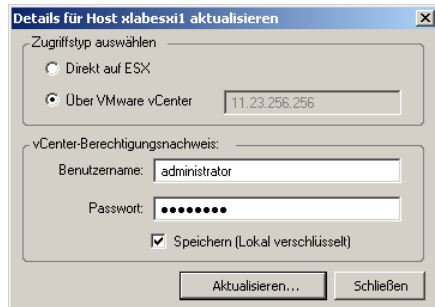 Details für Host xlabesxi1 aktualisieren
Zugriffstyp auswählen
Direkt auf ESX
Über VMware vCenter 11.23.256.256
vCenter-Berechtigungsnachweis:
Benutzername: administrator
Passwort: ●●●●●●●●
Speichern (Lokal verschlüsselt)
Aktualisieren... Schließen